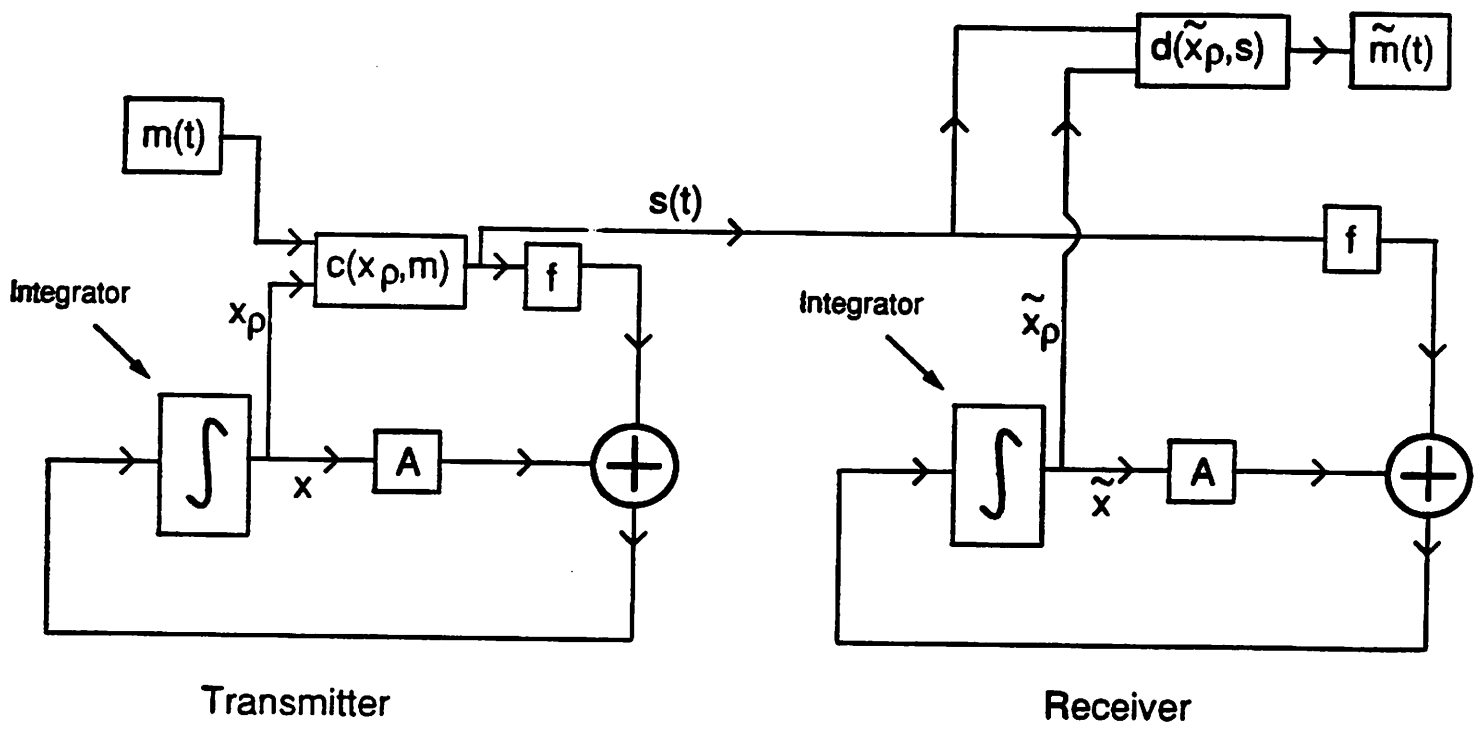 d(x̃ρ,s)
m̃(t)
m(t)
s(t)
c(xρ,m)
f
f
Integrator
xρ
Integrator
x̃ρ
∫
x
A
+
∫
x̃
A
+
Transmitter
Receiver